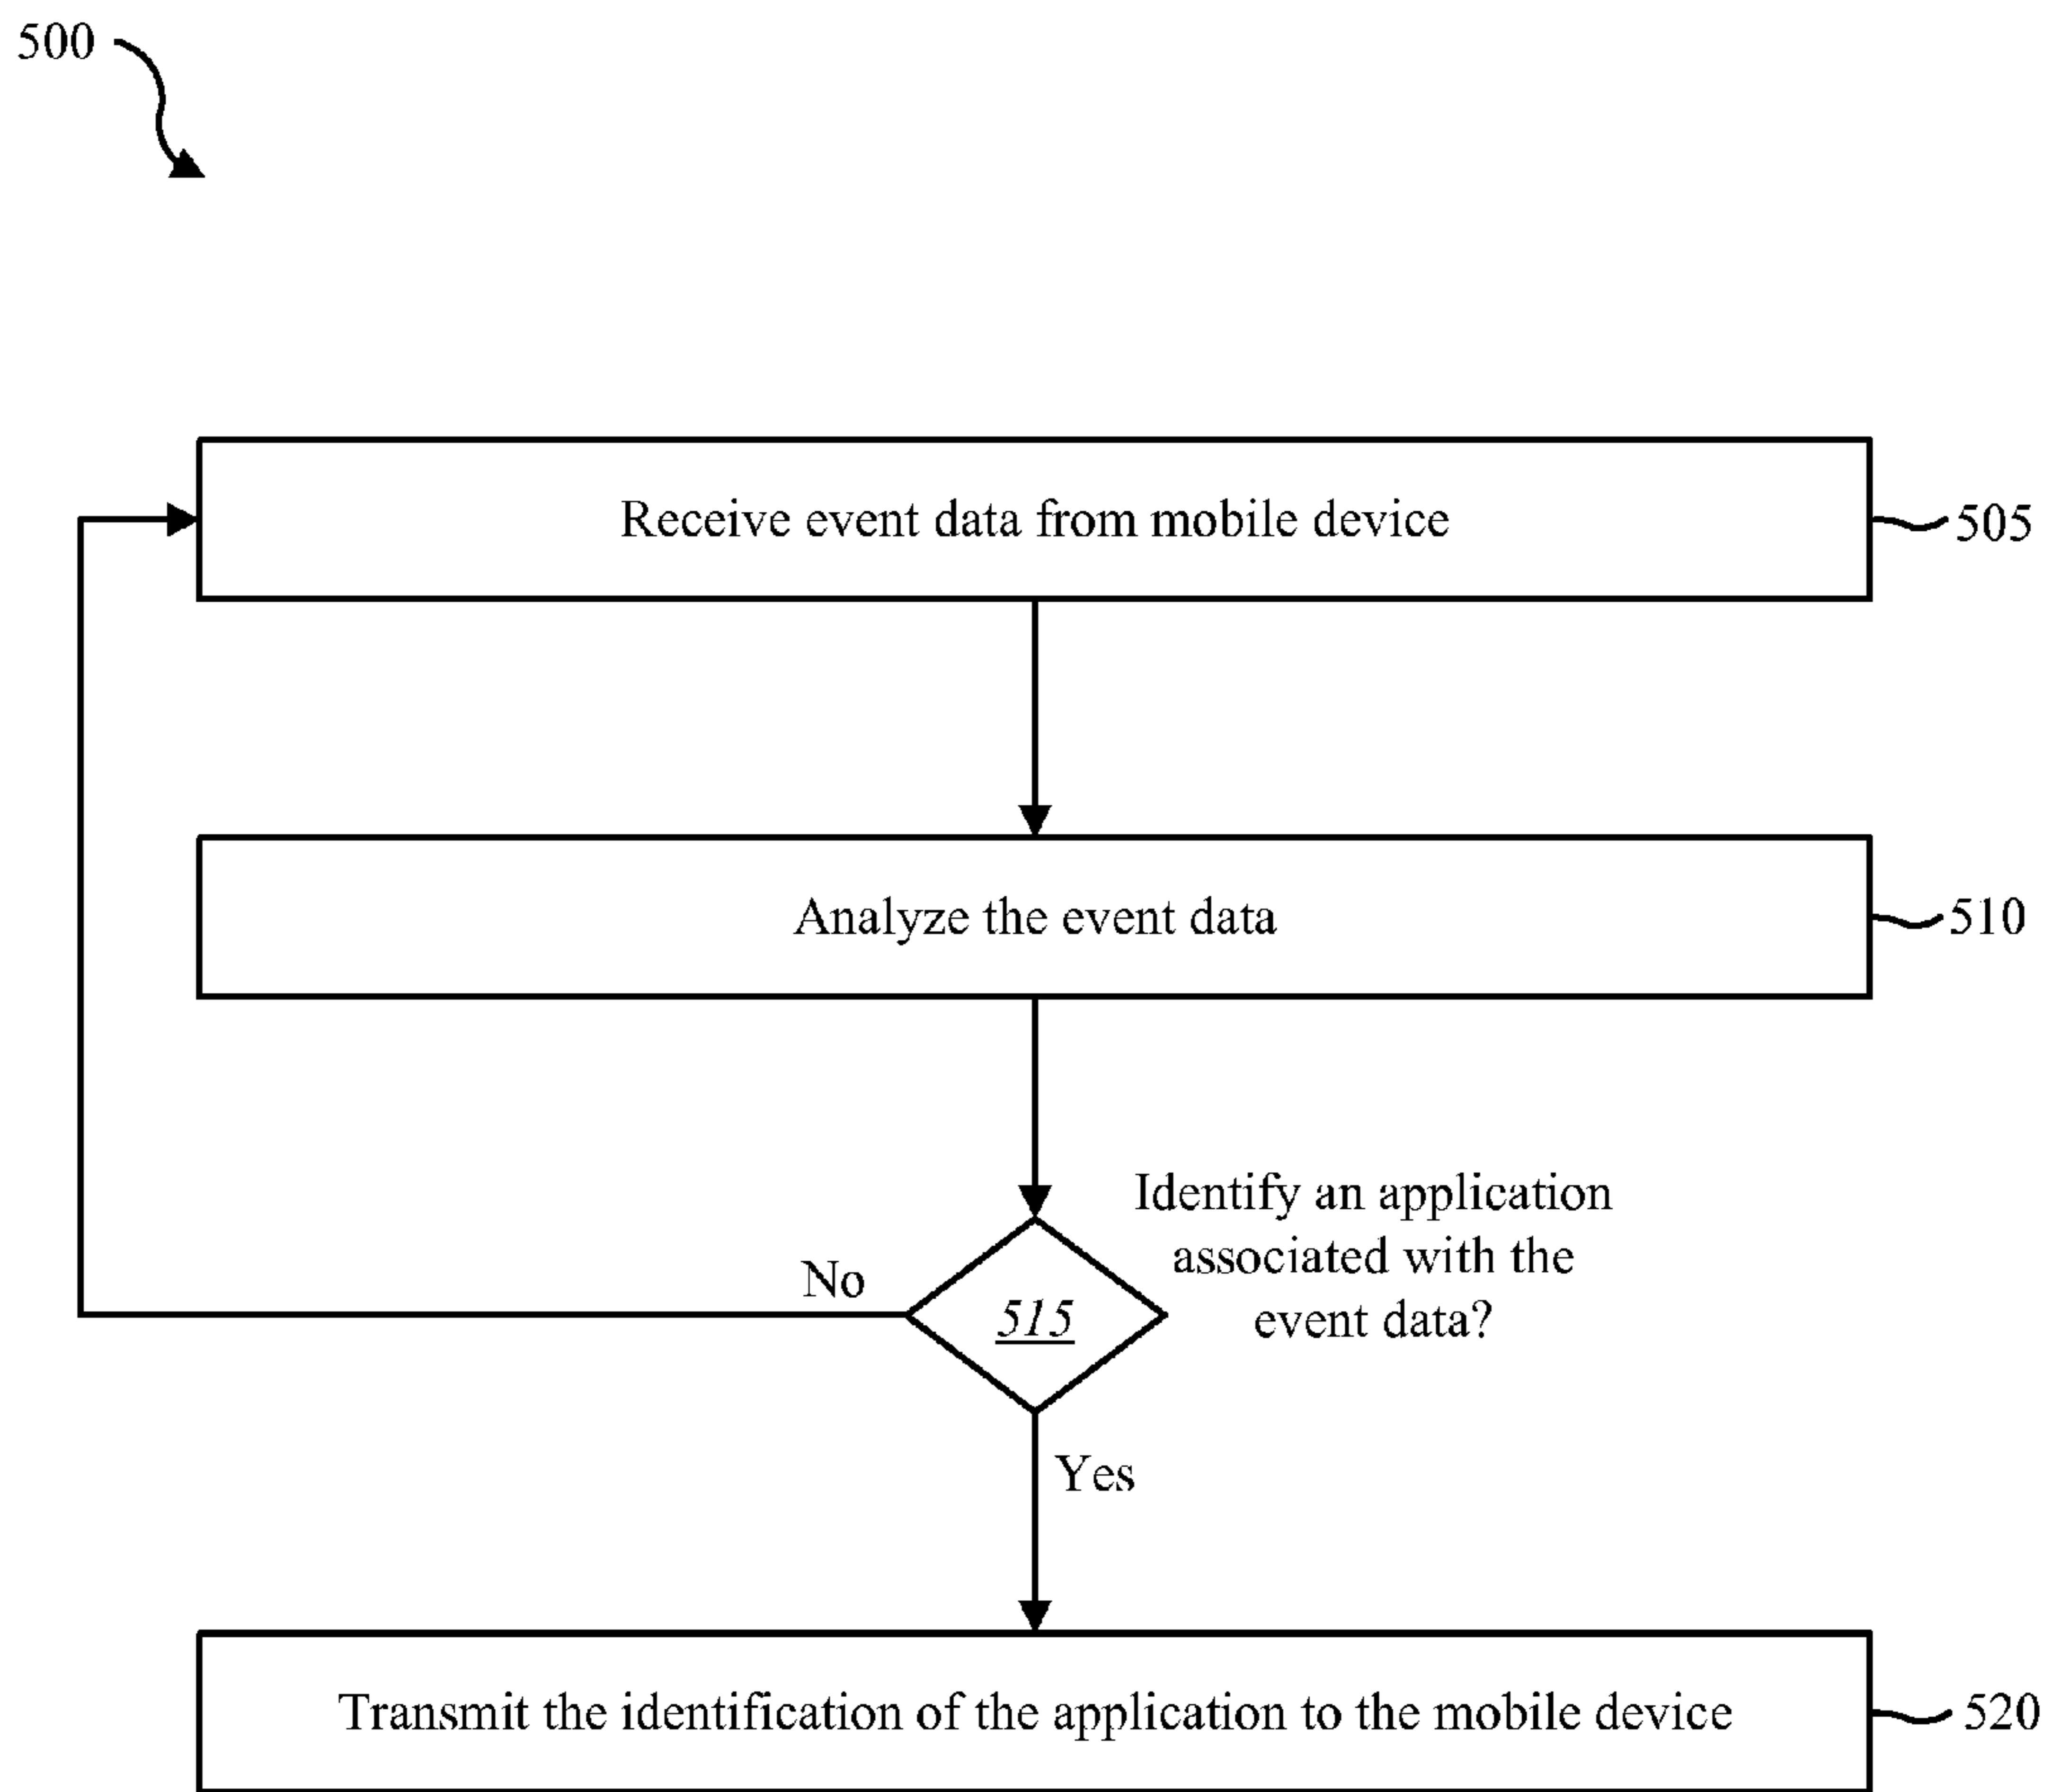 500
Receive event data from mobile device
505
Analyze the event data
510
Identify an application
associated with the
event data?
No
515
Yes
Transmit the identification of the application to the mobile device
520